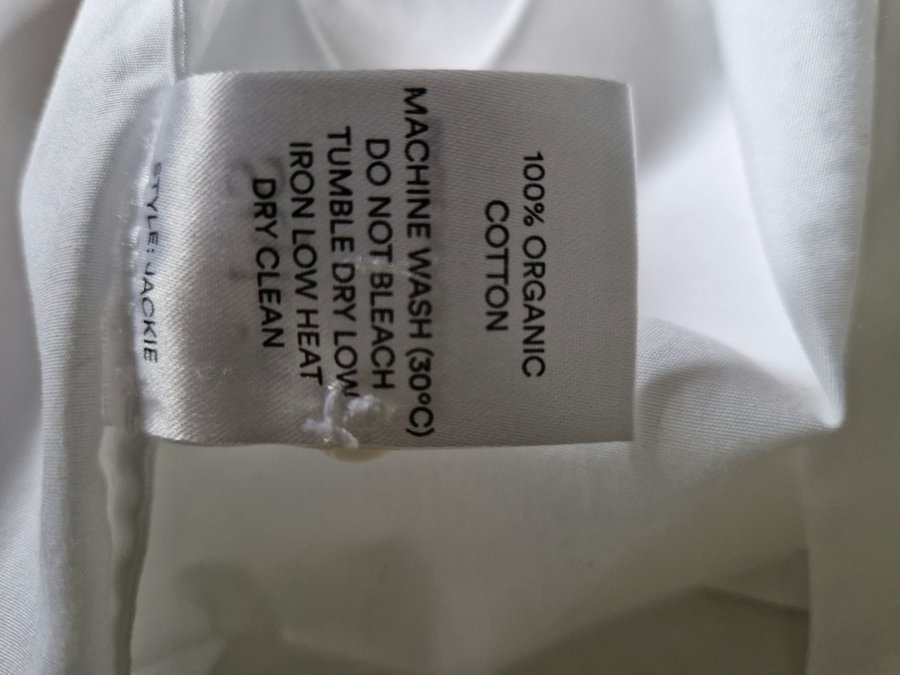 100% ORGANIC
COTTON
MACHINE WASH (30°C)
DO NOT BLEACH
TUMBLE DRY LOW
IRON LOW HEAT
DRY CLEAN
STYLE: JACKIE